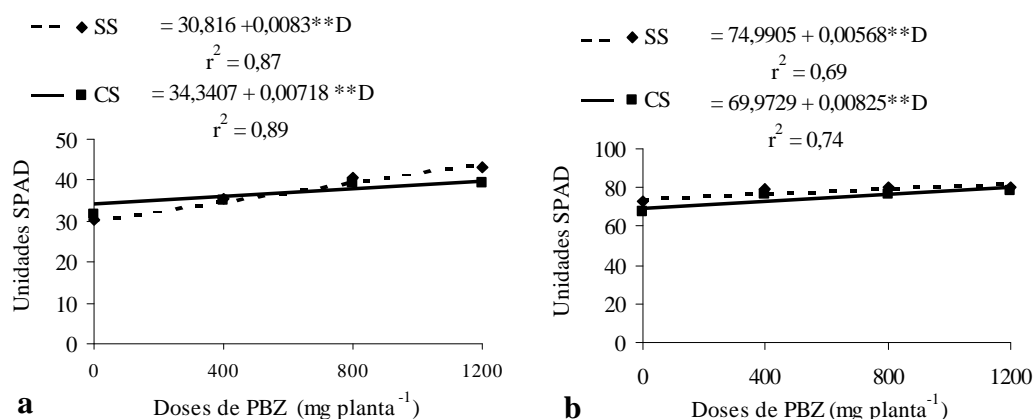 SS = 30,816 +0,0083**D
r² = 0,87
CS = 34,3407 + 0,00718 **D
r² = 0,89
Unidades SPAD
50
40
30
20
10
0
0 400 800 1200
a Doses de PBZ (mg planta⁻¹)
SS = 74,9905 + 0,00568**D
r² = 0,69
CS = 69,9729 + 0,00825**D
r² = 0,74
Unidades SPAD
100
80
60
40
20
0
0 400 800 1200
b Doses de PBZ (mg planta⁻¹)